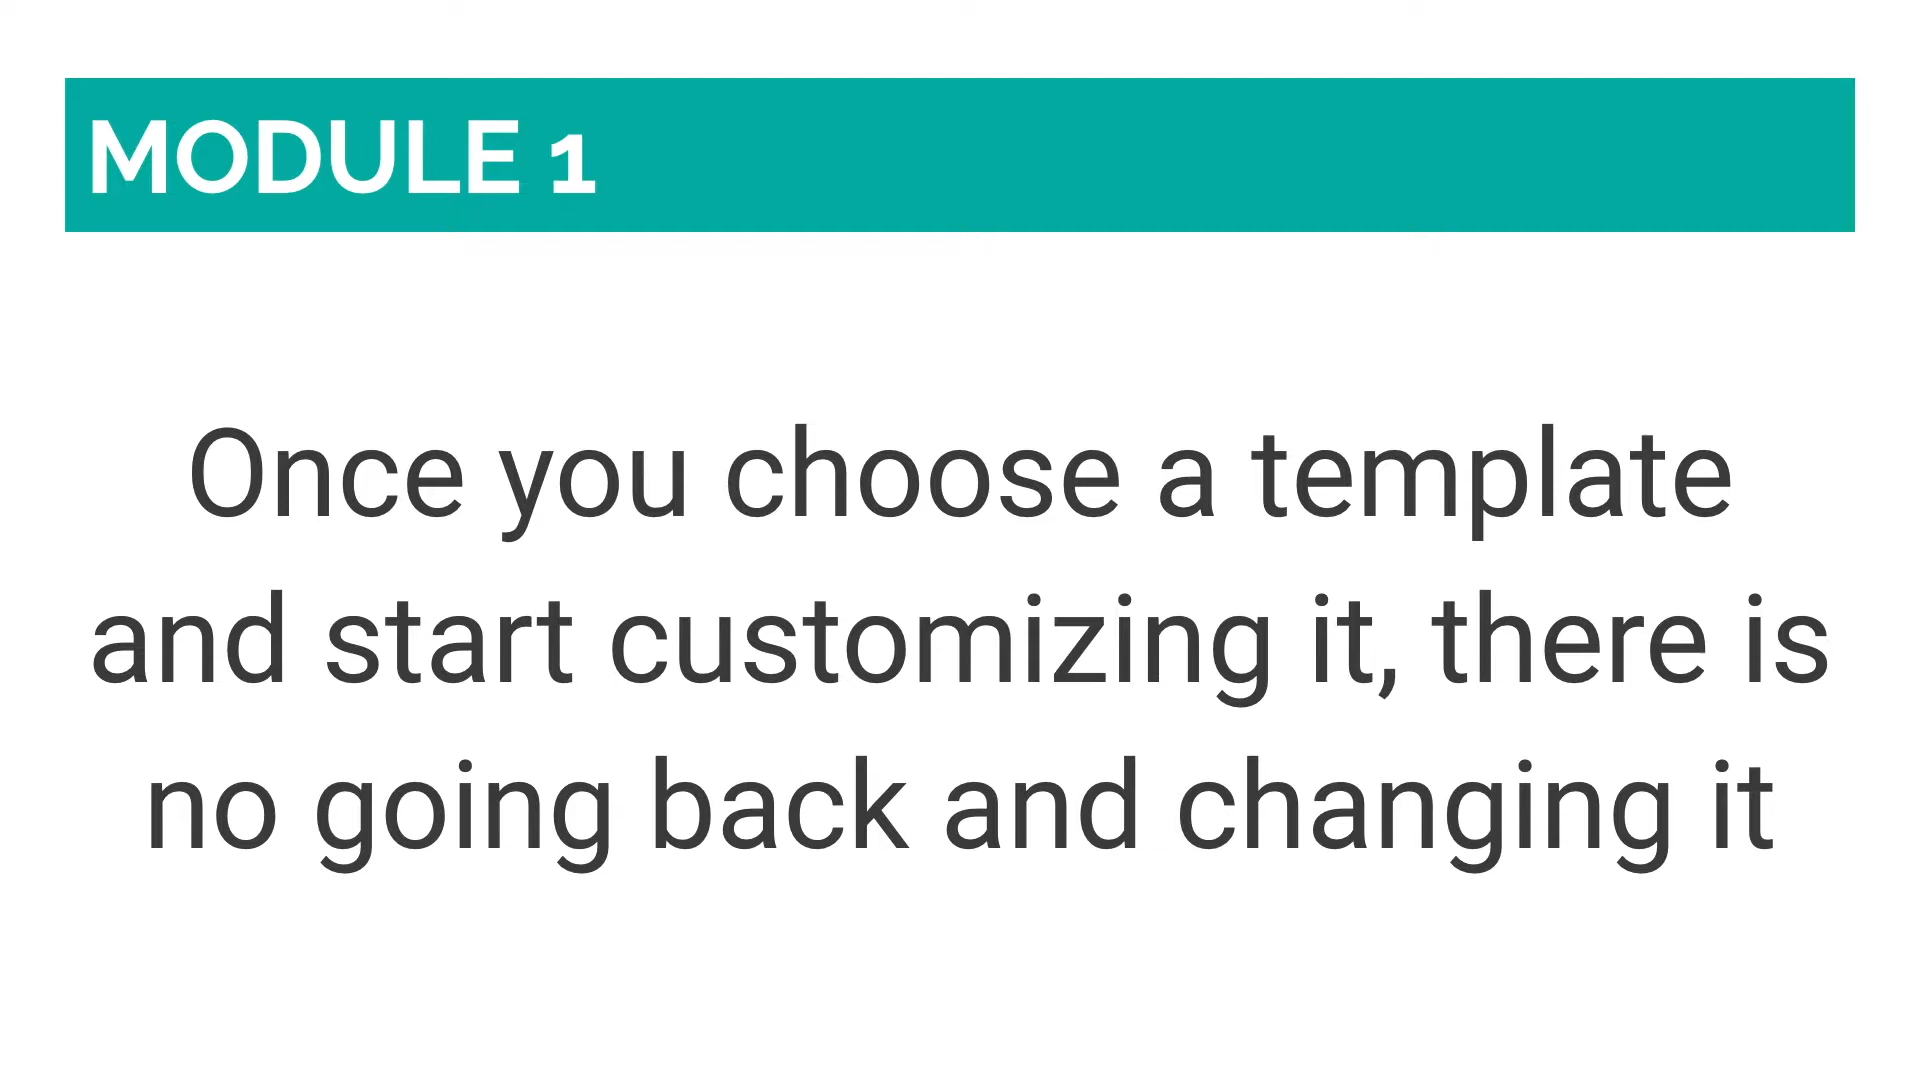 MODULE 1
Once you choose a template
and start customizing it, there is
no going back and changing it